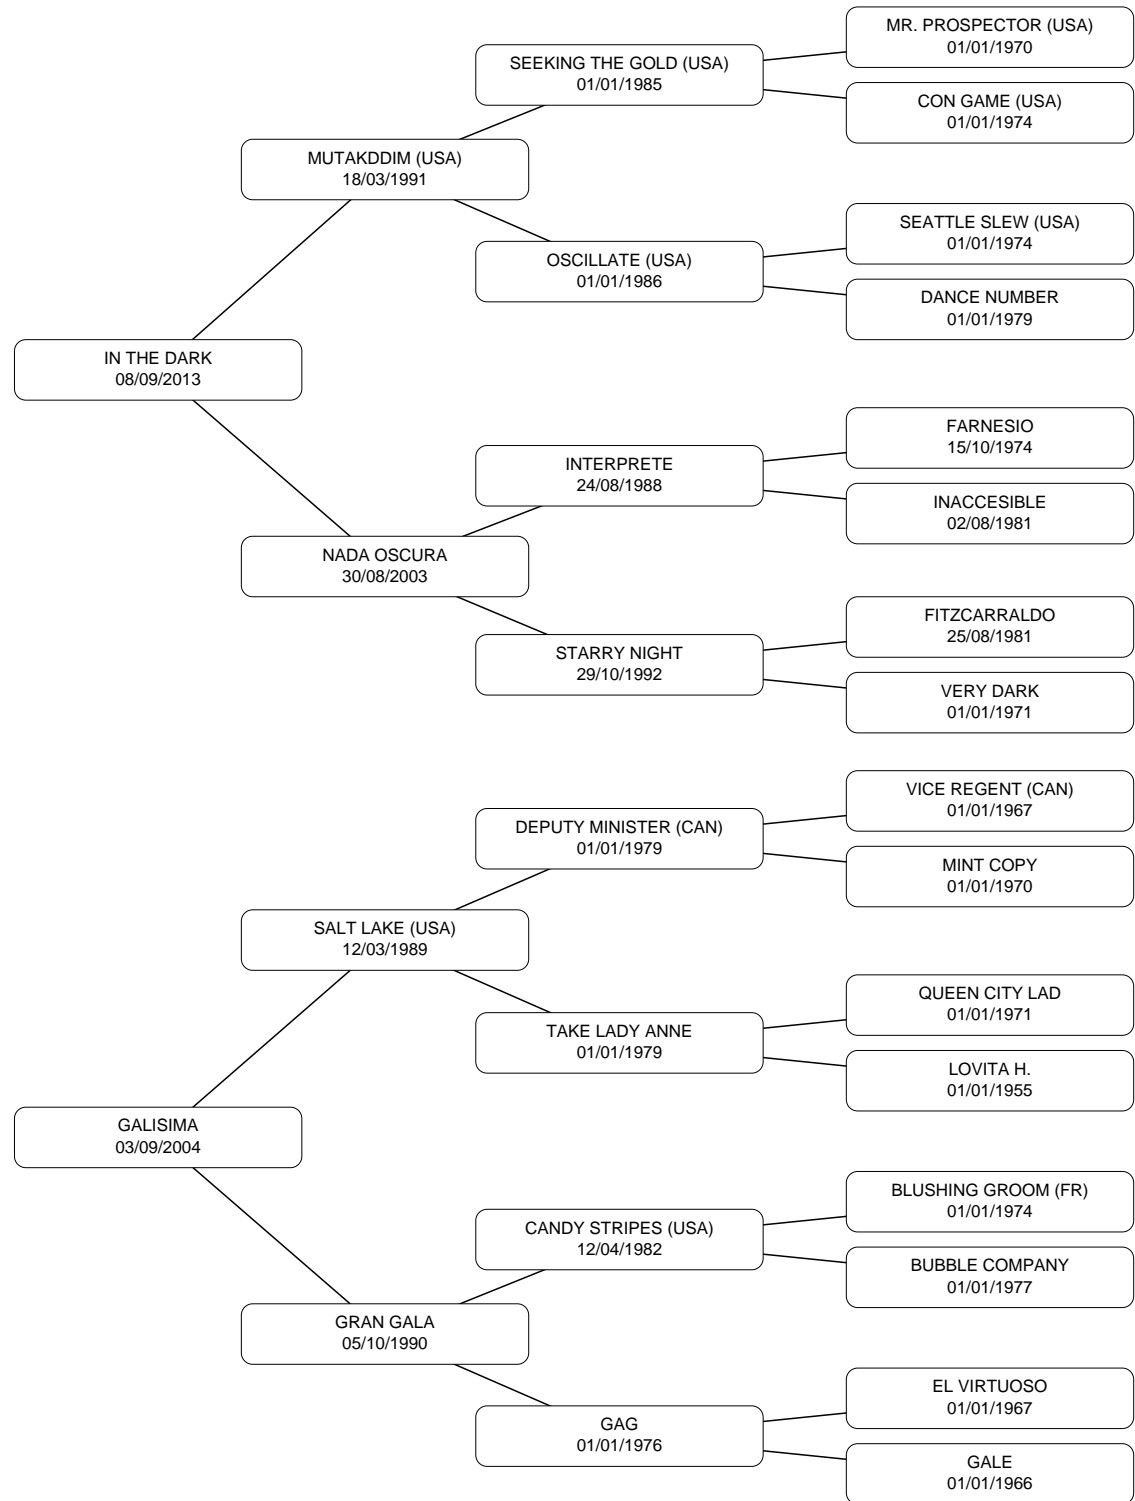 MR. PROSPECTOR (USA)
01/01/1970
SEEKING THE GOLD (USA)
01/01/1985
CON GAME (USA)
01/01/1974
MUTAKDDIM (USA)
18/03/1991
SEATTLE SLEW (USA)
01/01/1974
OSCILLATE (USA)
01/01/1986
DANCE NUMBER
01/01/1979
IN THE DARK
08/09/2013
FARNESIO
15/10/1974
INTERPRETE
24/08/1988
INACCESIBLE
02/08/1981
NADA OSCURA
30/08/2003
FITZCARRALDO
25/08/1981
STARRY NIGHT
29/10/1992
VERY DARK
01/01/1971
VICE REGENT (CAN)
01/01/1967
DEPUTY MINISTER (CAN)
01/01/1979
MINT COPY
01/01/1970
SALT LAKE (USA)
12/03/1989
QUEEN CITY LAD
01/01/1971
TAKE LADY ANNE
01/01/1979
LOVITA H.
01/01/1955
GALISIMA
03/09/2004
BLUSHING GROOM (FR)
01/01/1974
CANDY STRIPES (USA)
12/04/1982
BUBBLE COMPANY
01/01/1977
GRAN GALA
05/10/1990
EL VIRTUOSO
01/01/1967
GAG
01/01/1976
GALE
01/01/1966